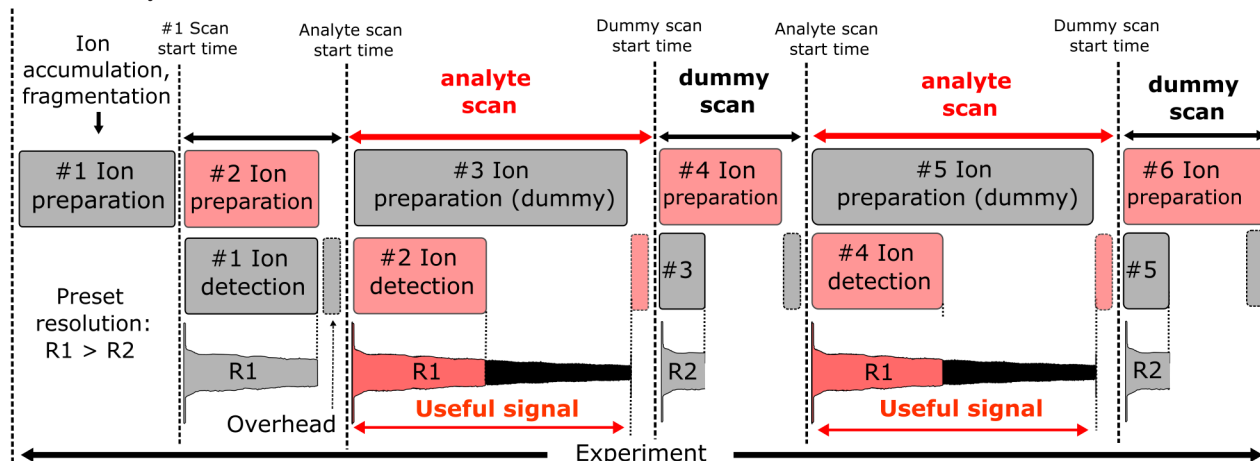 Ion
accumulation,
fragmentation
#1 Scan
start time
Analyte scan
start time
analyte
scan
Dummy scan
start time
dummy
scan
Analyte scan
start time
analyte
scan
Dummy scan
start time
dummy
scan
#1 Ion
preparation
#2 Ion
preparation
#3 Ion
preparation (dummy)
#4 Ion
preparation
#5 Ion
preparation (dummy)
#6 Ion
preparation
#1 Ion
detection
#2 Ion
detection
#3
#4 Ion
detection
#5
Preset
resolution:
R1 > R2
R1
R1
R2
R1
R2
Overhead
Useful signal
Useful signal
Experiment